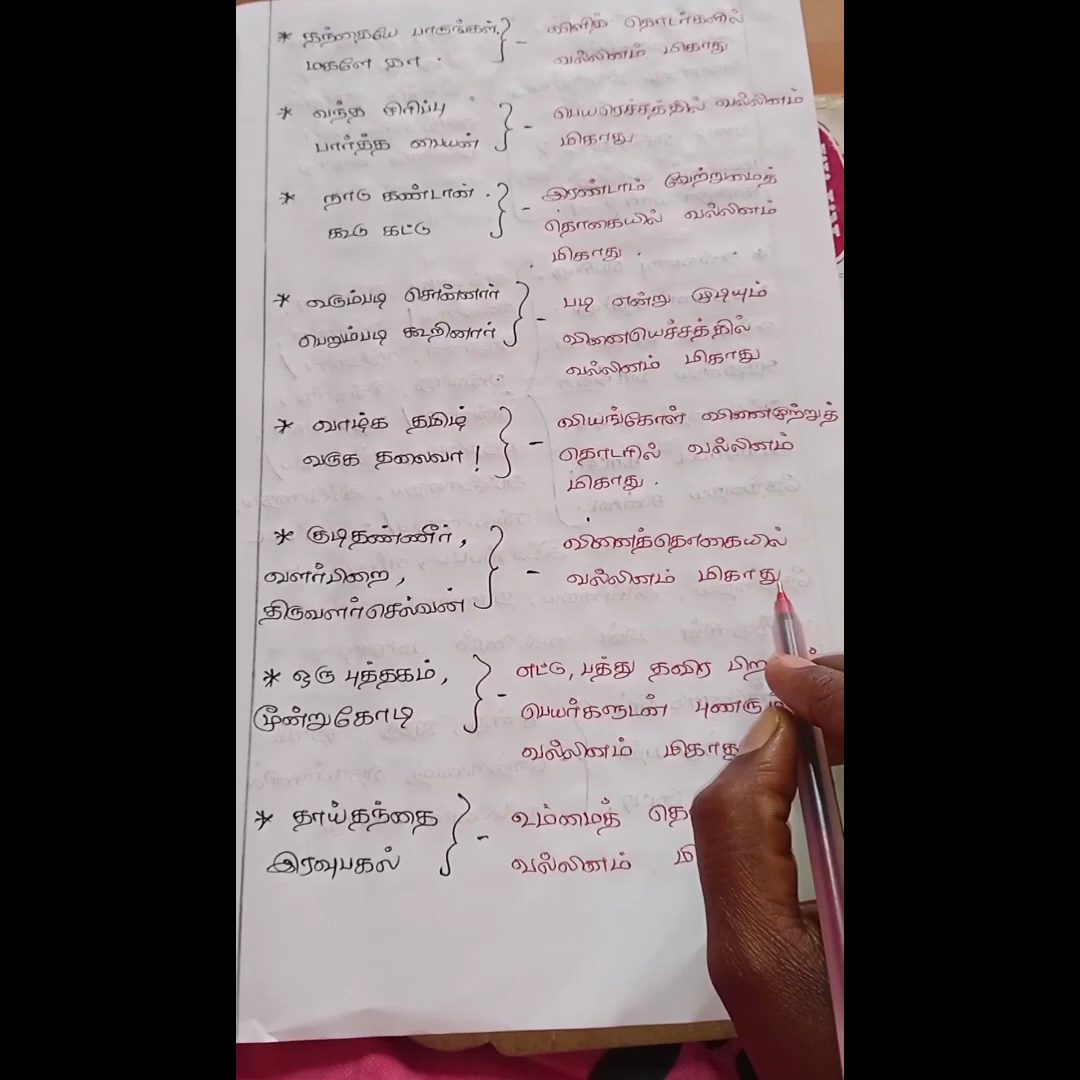 * தந்தையே பாருங்கள். } - விளித் தொடர்களில்
மகளே தா . வல்லினம் மிகாது
* வந்த சிரிப்பு } - பெயரெச்சத்தில் வல்லினம்
பார்த்த பையன் மிகாது
* நாடு கண்டான் . } - இரண்டாம் வேற்றுமைத்
கூடு கட்டு தொகையில் வல்லினம்
மிகாது .
* வரும்படி சொன்னார் } - படி என்று முடியும்
பெறும்படி கூறினார் வினையெச்சத்தில்
வல்லினம் மிகாது
* வாழ்க தமிழ் } - வியங்கோள் வினைமுற்றுத்
வருக தலைவா ! தொடரில் வல்லினம்
மிகாது .
* குடிதண்ணீர் , } - வினைத்தொகையில்
வளர்பிறை , வல்லினம் மிகாது
திருவளர்செல்வன்
* ஒரு புத்தகம் , } - எட்டு , பத்து தவிர
மூன்றுகோடி பெயர்களுடன்
வல்லினம்
* தாய்தந்தை } - உம்மைத்
இரவுபகல் வல்லினம்